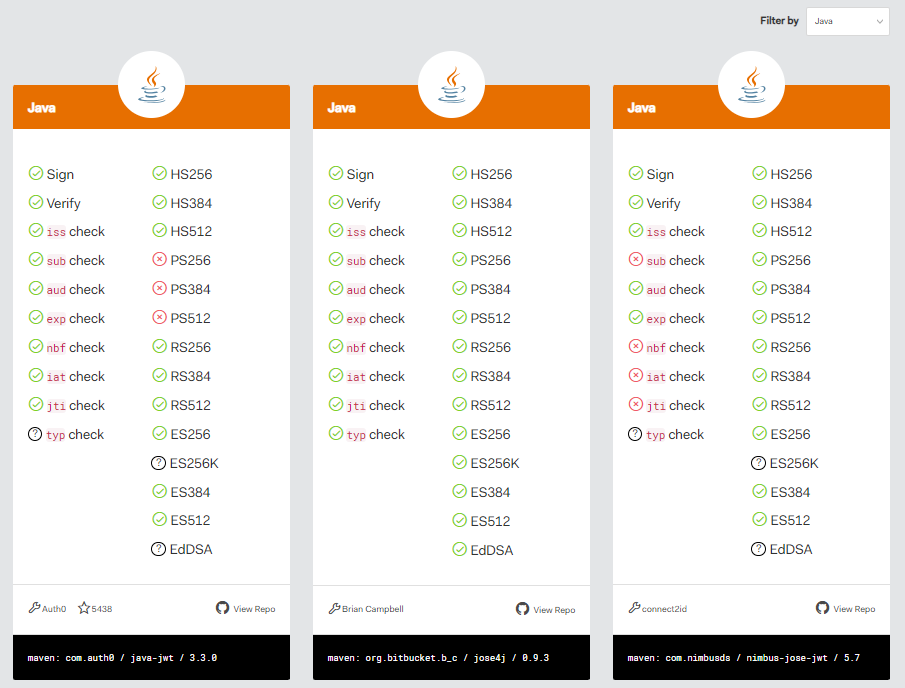 Filter by Java
Java
Sign HS256
Verify HS384
iss check HS512
sub check PS256
aud check PS384
exp check PS512
nbf check RS256
iat check RS384
jti check RS512
typ check ES256
ES256K
ES384
ES512
EdDSA
Auth0 5438 View Repo
maven: com.auth0 / java-jwt / 3.3.0
Java
Sign HS256
Verify HS384
iss check HS512
sub check PS256
aud check PS384
exp check PS512
nbf check RS256
iat check RS384
jti check RS512
typ check ES256
ES256K
ES384
ES512
EdDSA
Brian Campbell View Repo
maven: org.bitbucket.b_c / jose4j / 0.9.3
Java
Sign HS256
Verify HS384
iss check HS512
sub check PS256
aud check PS384
exp check PS512
nbf check RS256
iat check RS384
jti check RS512
typ check ES256
ES256K
ES384
ES512
EdDSA
connect2id View Repo
maven: com.nimbusds / nimbus-jose-jwt / 5.7